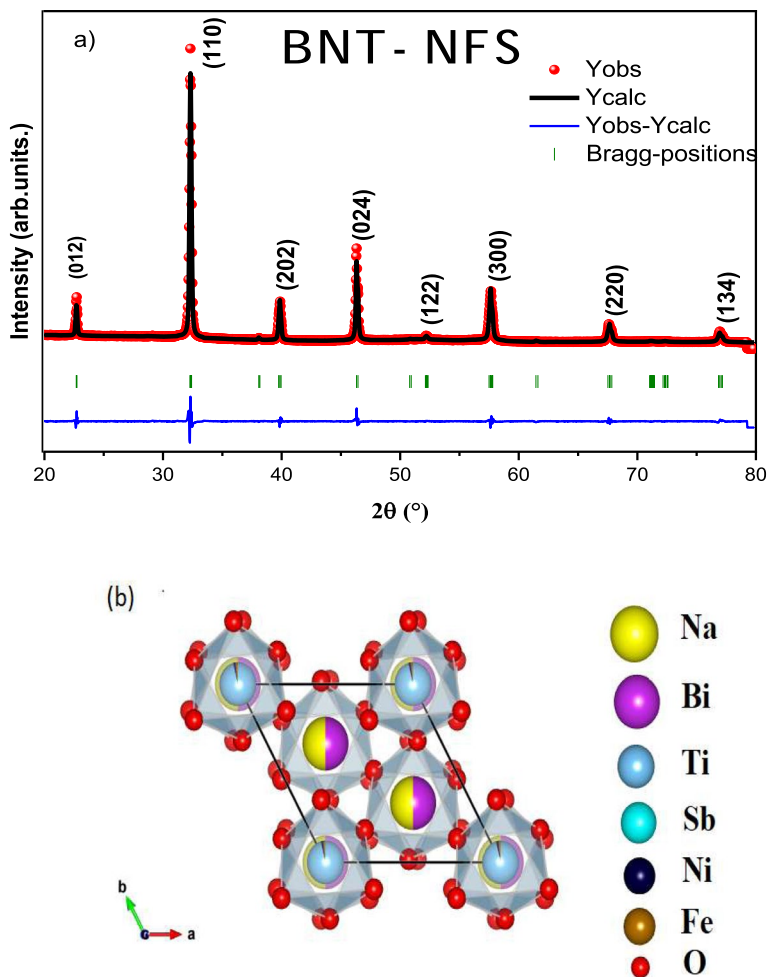 a)
BNT- NFS
Yobs
Ycalc
Yobs-Ycalc
Bragg-positions
Intensity (arb.units.)
(012)
(110)
(202)
(024)
(122)
(300)
(220)
(134)
20 30 40 50 60 70 80
2θ (°)
(b)
Na
Bi
Ti
Sb
Ni
Fe
O
b
c a